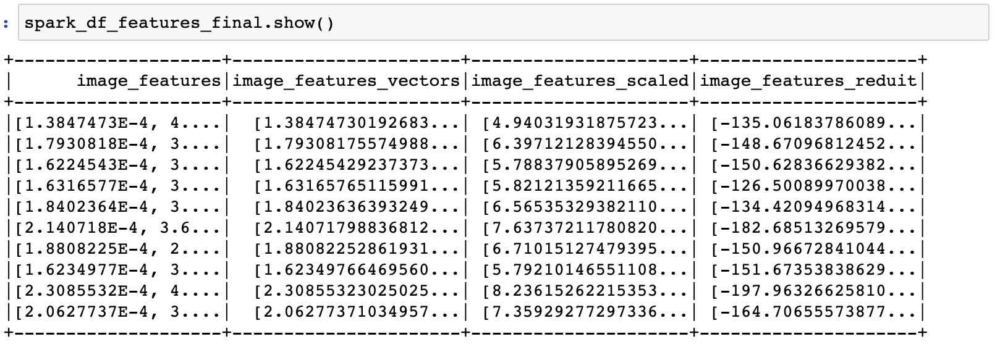 : spark_df_features_final.show()
+--------------------+----------------------+---------------------+---------------------+
|      image_features|image_features_vectors|image_features_scaled|image_features_reduit|
+--------------------+----------------------+---------------------+---------------------+
|[1.3847473E-4, 4....|  [1.38474730192683...| [4.94031931875723...| [-135.06183786089...|
|[1.7930818E-4, 3....|  [1.79308175574988...| [6.39712128394550...| [-148.67096812452...|
|[1.6224543E-4, 3....|  [1.62245429237373...| [5.78837905895269...| [-150.62836629382...|
|[1.6316577E-4, 3....|  [1.63165765115991...| [5.82121359211665...| [-126.50089970038...|
|[1.8402364E-4, 3....|  [1.84023636393249...| [6.56535329382110...| [-134.42094968314...|
|[2.140718E-4, 3.6...|  [2.14071798836812...| [7.63737211780820...| [-182.68513269579...|
|[1.8808225E-4, 2....|  [1.88082252861931...| [6.71015127479395...| [-150.96672841044...|
|[1.6234977E-4, 3....|  [1.62349766469560...| [5.79210146551108...| [-151.67353838629...|
|[2.3085532E-4, 4....|  [2.30855323025025...| [8.23615262215353...| [-197.96326625810...|
|[2.0627737E-4, 3....|  [2.06277371034957...| [7.35929277297336...| [-164.70655573877...|
+--------------------+----------------------+---------------------+---------------------+